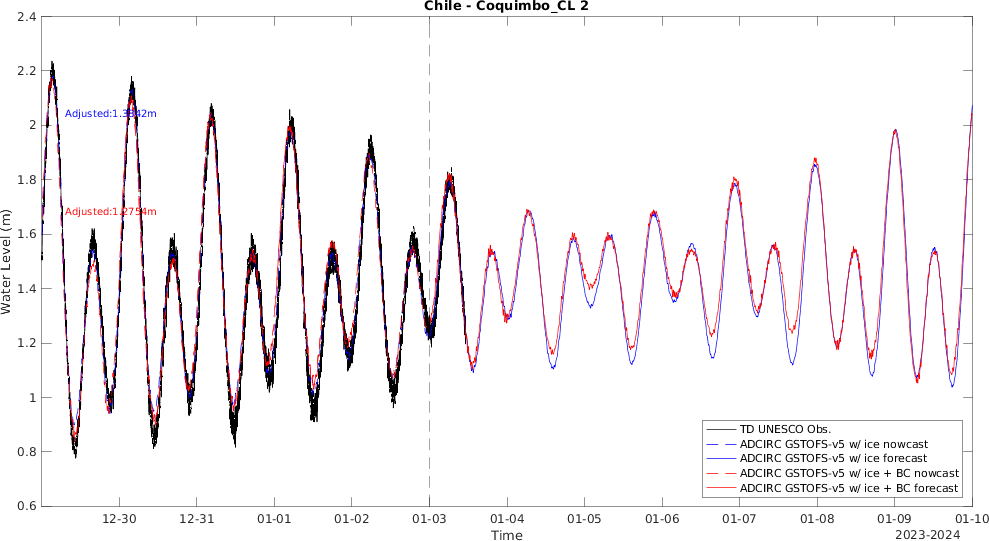 Chile - Coquimbo_CL 2
2.4
2.2
2
1.8
1.6
1.4
1.2
1
0.8
0.6
Water Level (m)
Adjusted:1.3342m
Adjusted:1.2754m
TD UNESCO Obs.
ADCIRC GSTOFS-v5 w/ ice nowcast
ADCIRC GSTOFS-v5 w/ ice forecast
ADCIRC GSTOFS-v5 w/ ice + BC nowcast
ADCIRC GSTOFS-v5 w/ ice + BC forecast
12-30 12-31 01-01 01-02 01-03 01-04 01-05 01-06 01-07 01-08 01-09 01-10
Time
2023-2024